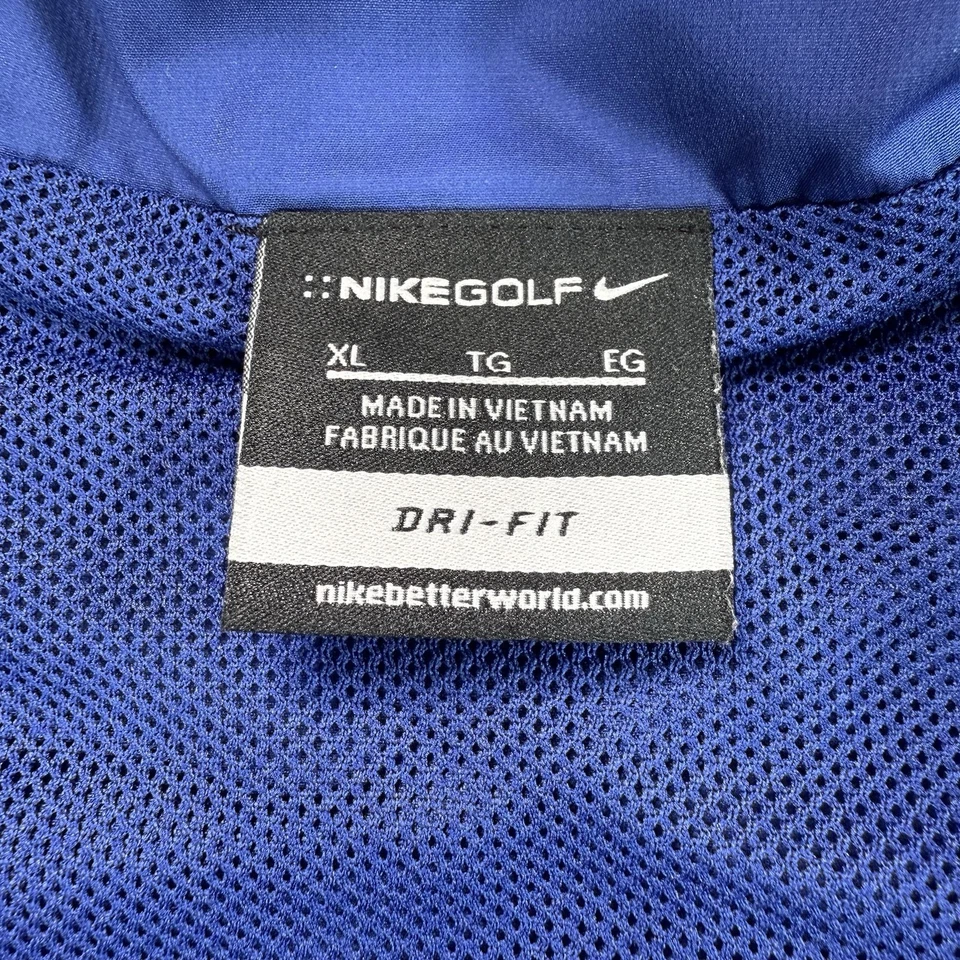 NIKEGOLF
XL TG EG
MADE IN VIETNAM
FABRIQUE AU VIETNAM
DRI-FIT
nikebetterworld.com